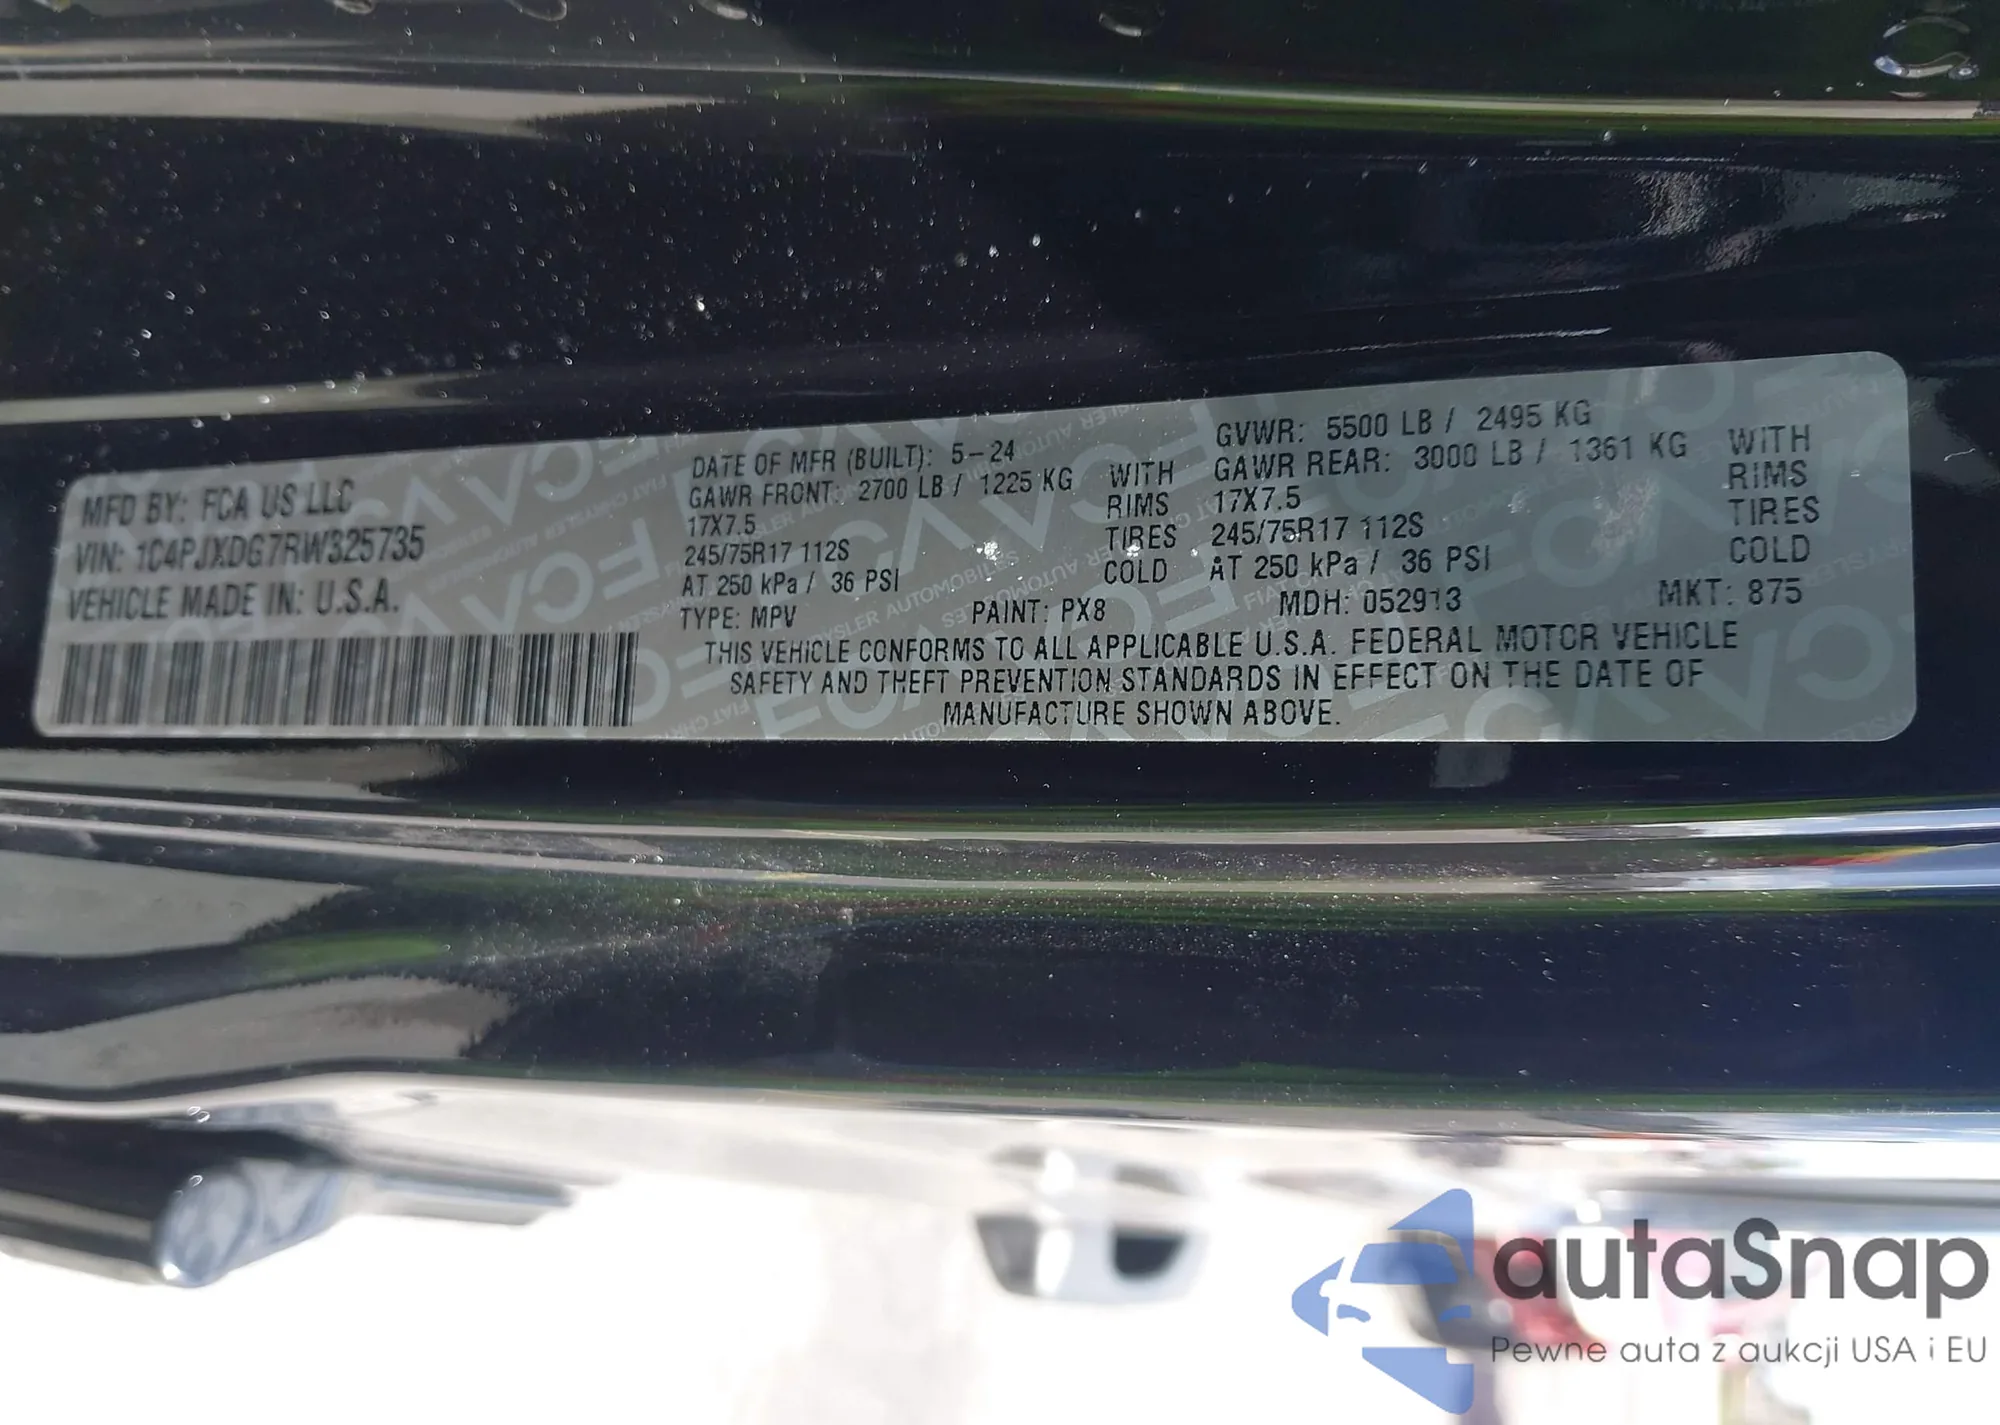 MFD BY: FCA US LLC
VIN: 1C4PJXDG7RW325735
VEHICLE MADE IN: U.S.A.
DATE OF MFR (BUILT): 5-24
GVWR: 5500 LB / 2495 KG
GAWR FRONT: 2700 LB / 1225 KG WITH
GAWR REAR: 3000 LB / 1361 KG WITH
17X7.5 RIMS
17X7.5 RIMS
245/75R17 112S TIRES
245/75R17 112S TIRES
AT 250 kPa / 36 PSI COLD
AT 250 kPa / 36 PSI COLD
TYPE: MPV PAINT: PX8 MDH: 052913 MKT: 875
THIS VEHICLE CONFORMS TO ALL APPLICABLE U.S.A. FEDERAL MOTOR VEHICLE
SAFETY AND THEFT PREVENTION STANDARDS IN EFFECT ON THE DATE OF
MANUFACTURE SHOWN ABOVE.
autaSnap
Pewne auta z aukcji USA i EU